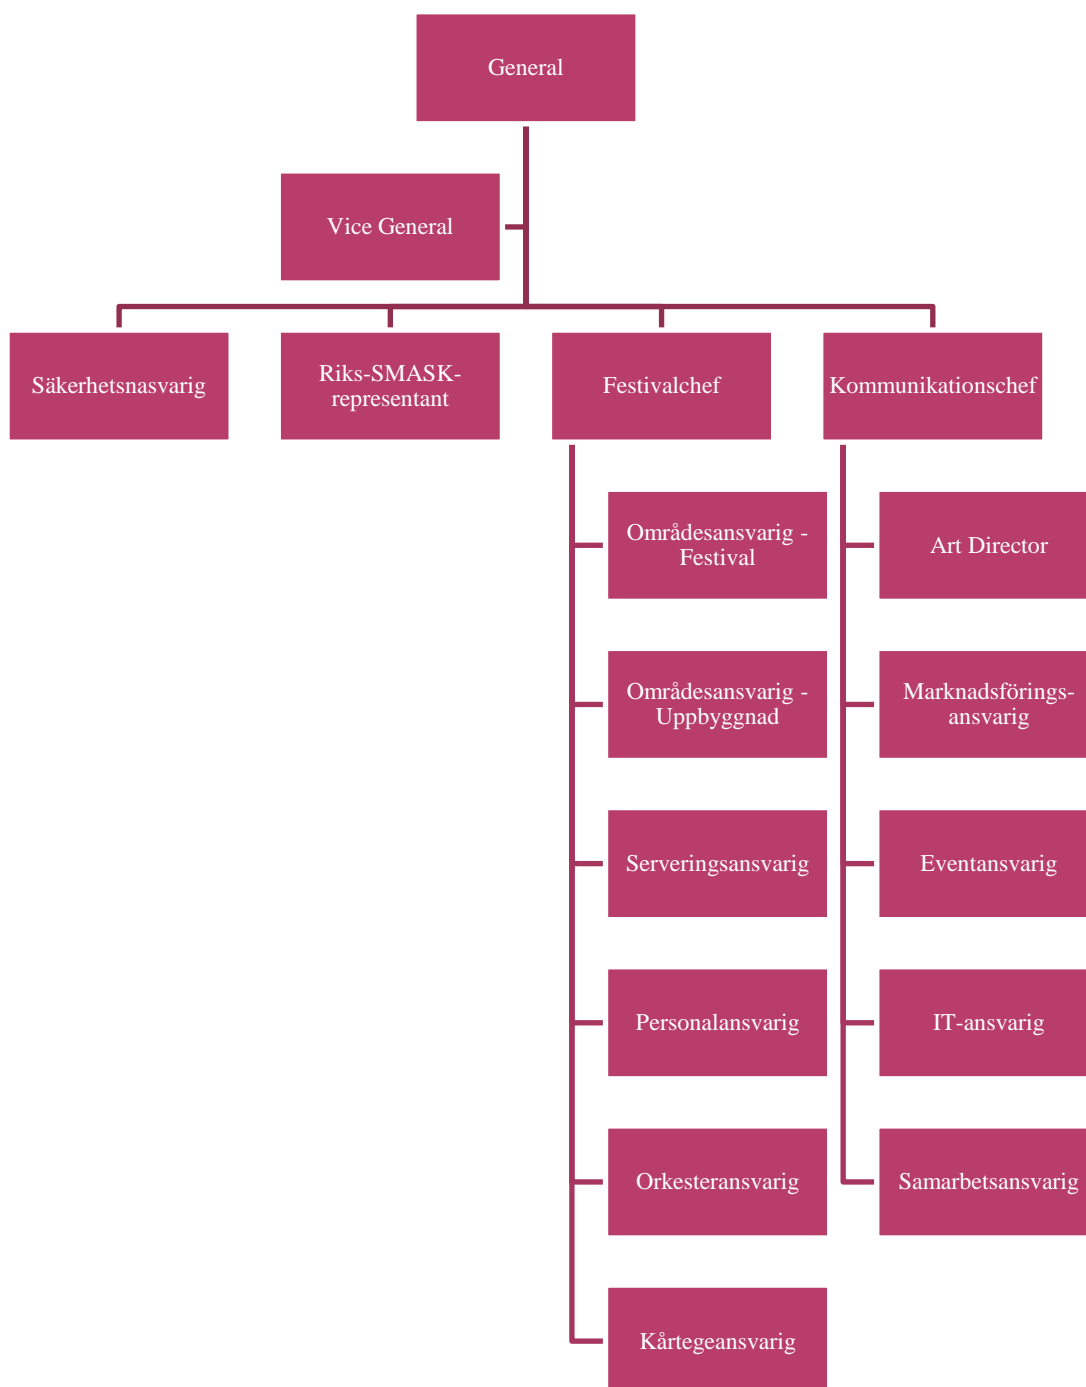 General
Vice General
Säkerhetsnasvarig
Riks-SMASK-
representant
Festivalchef
Kommunikationschef
Områdesansvarig -
Festival
Områdesansvarig -
Uppbyggnad
Serveringsansvarig
Personalansvarig
Orkesteransvarig
Kårtegeansvarig
Art Director
Marknadsförings-
ansvarig
Eventansvarig
IT-ansvarig
Samarbetsansvarig